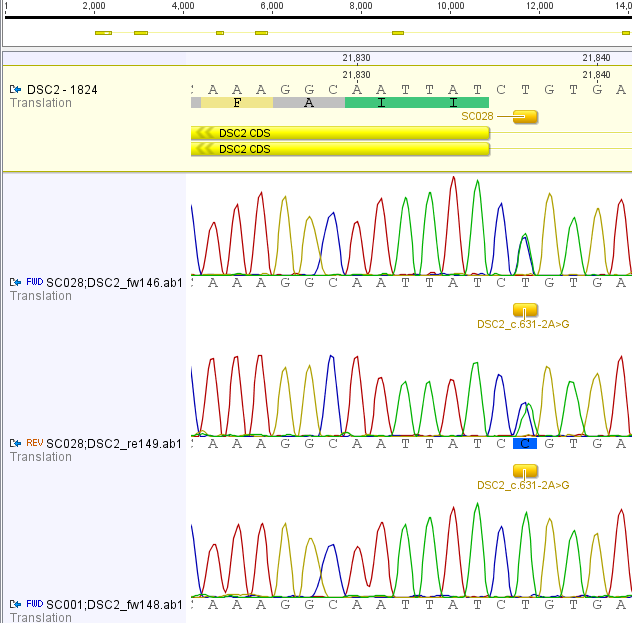 1 2,000 4,000 6,000 8,000 10,000 12,000 14,0
21,830 21,840
21,830 21,840
DSC2 - 1824 C A A A G G C A A T T A T C T G T G A
Translation F A I I
SC028
DSC2 CDS
DSC2 CDS
FWD SC028;DSC2_fw146.ab1 C A A A G G C A A T T A T C T G T G A
Translation
DSC2_c.631-2A>G
REV SC028;DSC2_re149.ab1 C A A A G G C A A T T A T C C G T G A
Translation
DSC2_c.631-2A>G
FWD SC001;DSC2_fw148.ab1 C A A A G G C A A T T A T C T G T G A
Translation